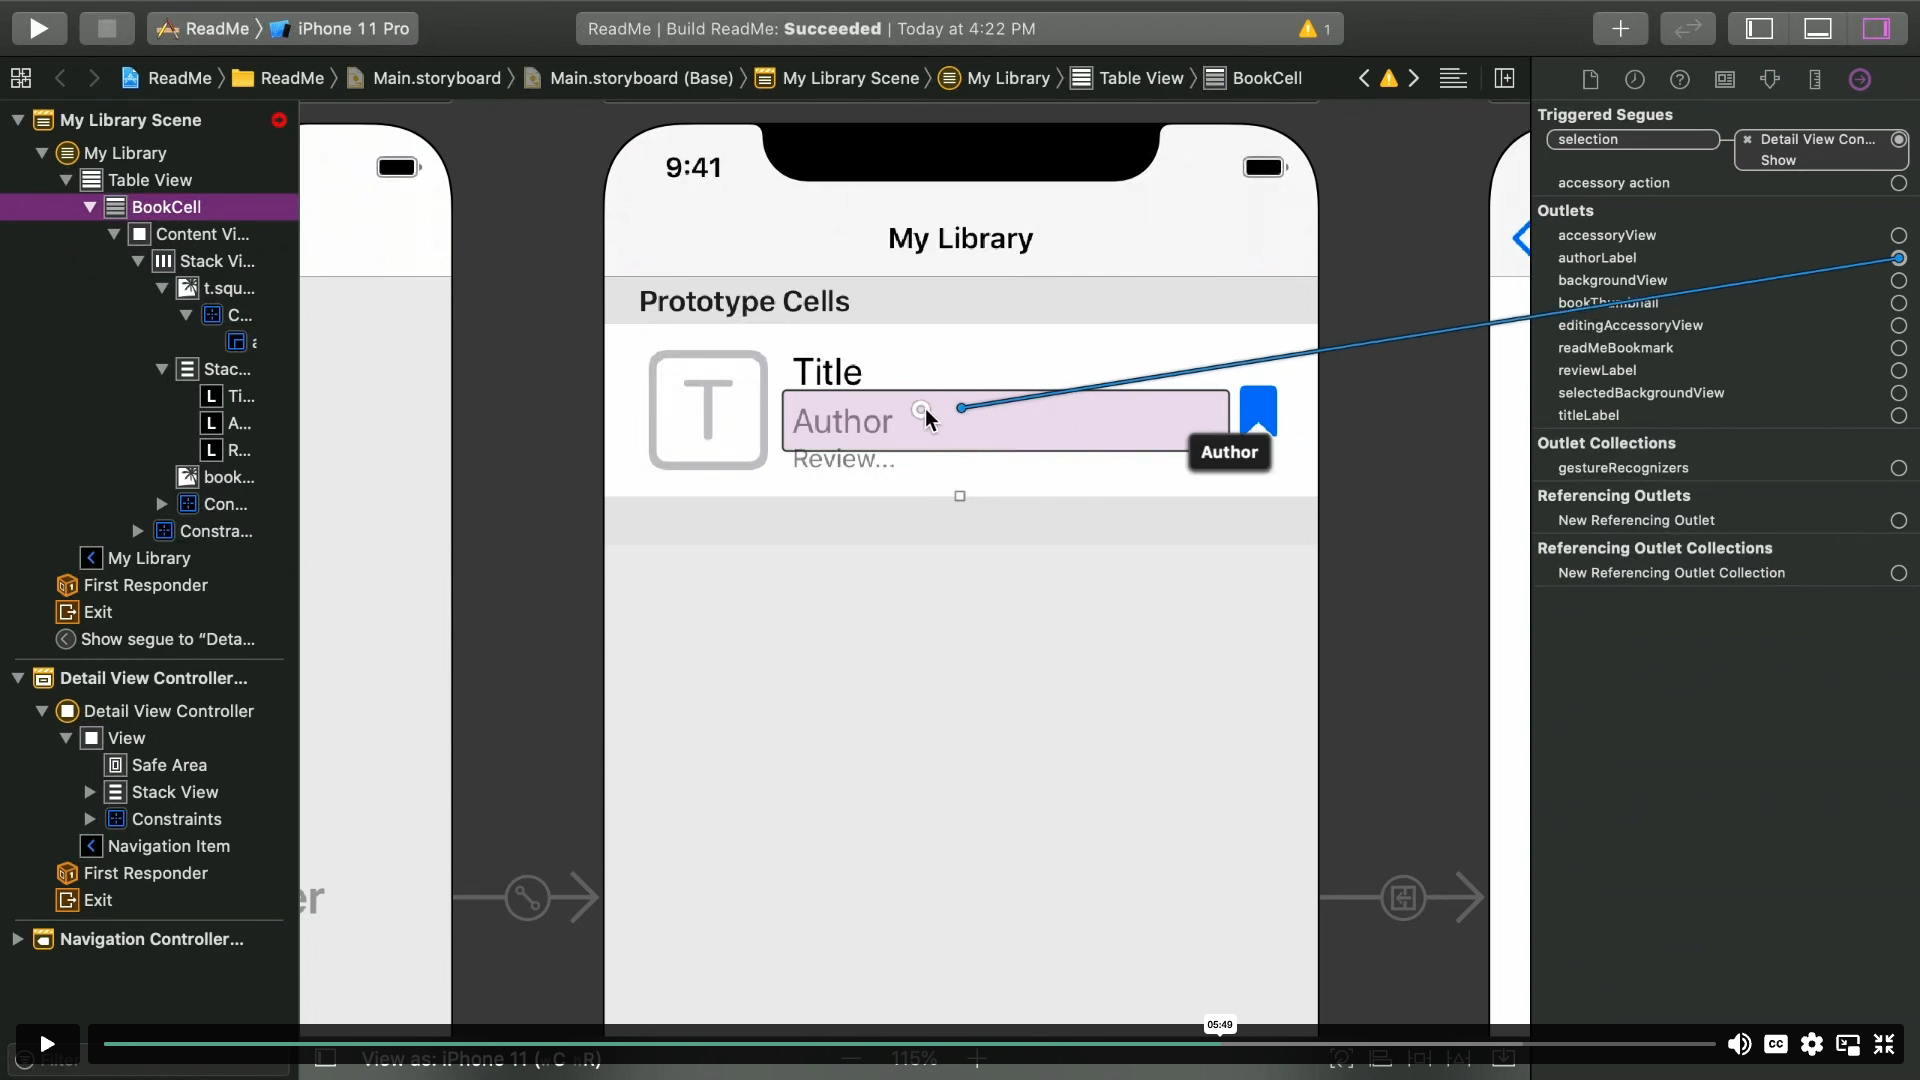 ReadMe iPhone 11 Pro
ReadMe | Build ReadMe: Succeeded | Today at 4:22 PM
1
ReadMe ReadMe Main.storyboard Main.storyboard (Base) My Library Scene My Library Table View BookCell
My Library Scene
My Library
Table View
BookCell
Content Vi...
Stack Vi...
t.squ...
C...
Stac...
L Ti...
L A...
L R...
book...
Con...
Constra...
My Library
First Responder
Exit
Show segue to “Deta...
Detail View Controller...
Detail View Controller
View
Safe Area
Stack View
Constraints
Navigation Item
First Responder
Exit
Navigation Controller...
Filter
9:41
My Library
Prototype Cells
T
Title
Author
Review...
Author
er
Triggered Segues
selection
Detail View Con...
Show
accessory action
Outlets
accessoryView
authorLabel
backgroundView
bookThumbnail
editingAccessoryView
readMeBookmark
reviewLabel
selectedBackgroundView
titleLabel
Outlet Collections
gestureRecognizers
Referencing Outlets
New Referencing Outlet
Referencing Outlet Collections
New Referencing Outlet Collection
05:49
CC
View as: iPhone 11 (wC hR)
115%